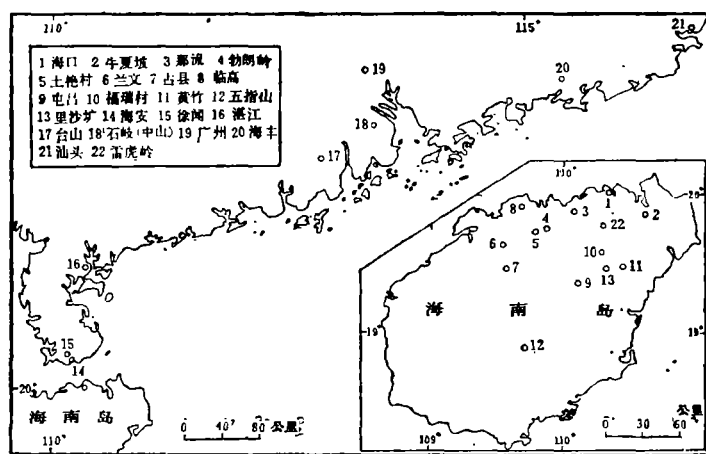 110° 115°
1 海口 2 牛夏坡 3 那流 4 勃朗岭
5 土艳村 6 兰文 7 占县 8 临高
9 屯昌 10 福瑞村 11 黄竹 12 五指山
13 里沙圹 14 海安 15 徐闻 16 湛江
17 台山 18 石岐(中山) 19 广州 20 海丰
21 汕头 22 雷虎岭
21
19
20
18
17
110°
1
20
8
3
2
4
22
6
5
16
10
7
11
13
9
海 南 岛
19
19°
12
15
14
20°
20°
海 南 岛
0 40 80 公里
公里
0 30 60
110°
109° 110°